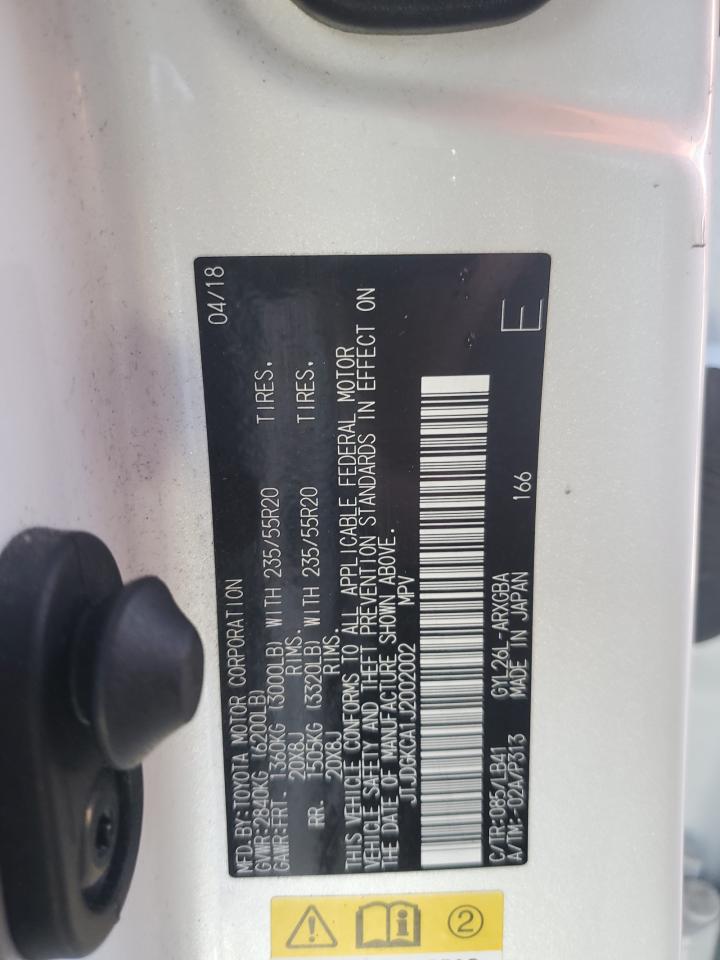 MFD. BY: TOYOTA MOTOR CORPORATION 04/18
GVWR: 2840KG (6200LB)
GAWR: FRT. 1360KG (3000LB) WITH 235/55R20 TIRES,
20X8J RIMS.
RR. 1505KG (3320LB) WITH 235/55R20 TIRES,
20X8J RIMS.
THIS VEHICLE CONFORMS TO ALL APPLICABLE FEDERAL MOTOR
VEHICLE SAFETY AND THEFT PREVENTION STANDARDS IN EFFECT ON
THE DATE OF MANUFACTURE SHOWN ABOVE.
JTJDGKCA1J2002002 MPV
C/TR: 085/LB41 GYL26L-ARXGBA 166
A/TM: -02A/P313 MADE IN JAPAN E
2